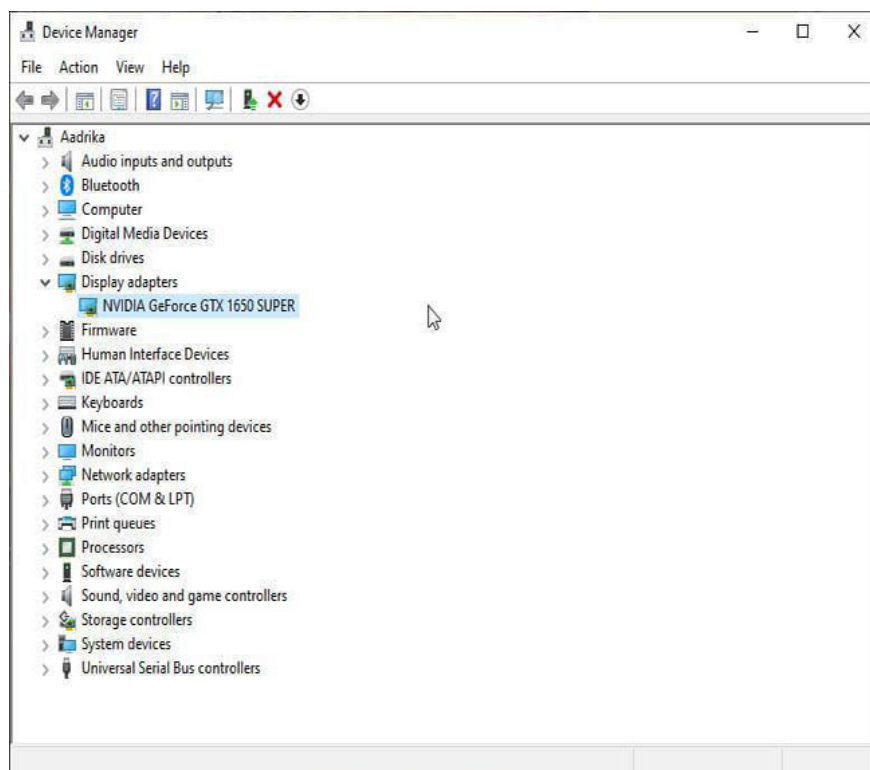 Device Manager
File Action View Help
Aadrika
Audio inputs and outputs
Bluetooth
Computer
Digital Media Devices
Disk drives
Display adapters
NVIDIA GeForce GTX 1650 SUPER
Firmware
Human Interface Devices
IDE ATA/ATAPI controllers
Keyboards
Mice and other pointing devices
Monitors
Network adapters
Ports (COM & LPT)
Print queues
Processors
Software devices
Sound, video and game controllers
Storage controllers
System devices
Universal Serial Bus controllers